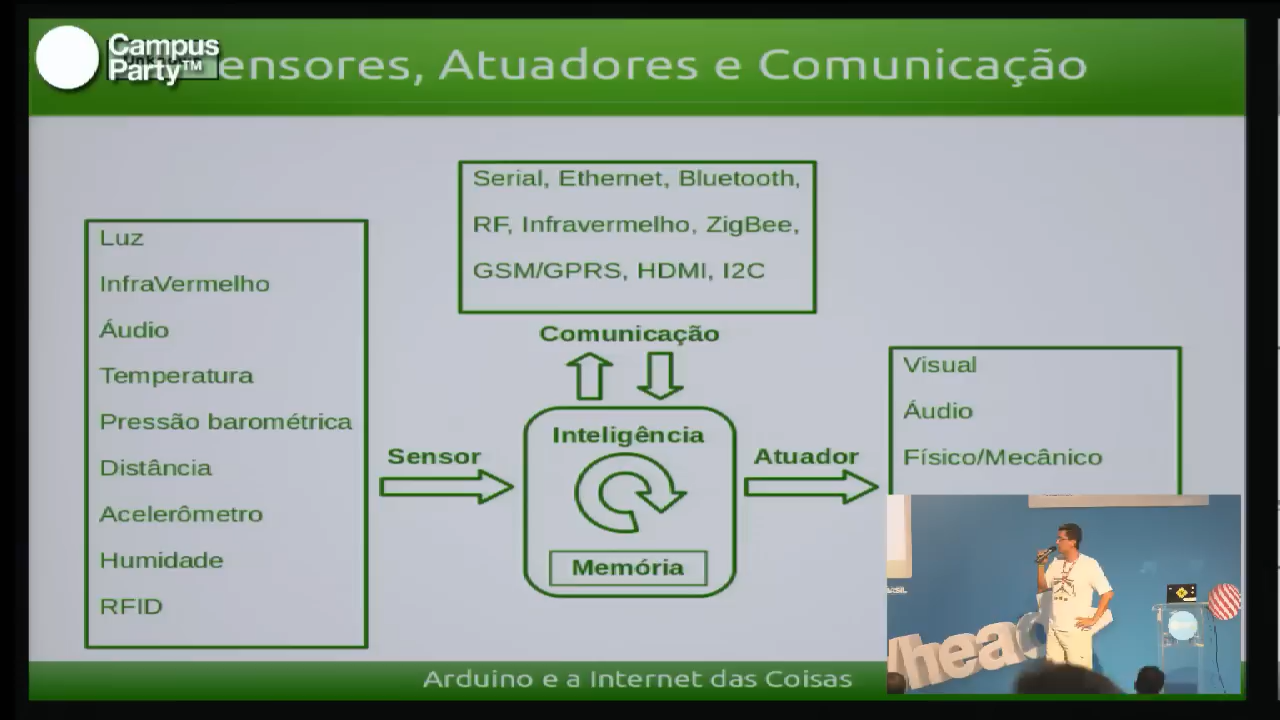 Campus
Party™
ensores, Atuadores e Comunicação
Serial, Ethernet, Bluetooth,
RF, Infravermelho, ZigBee,
GSM/GPRS, HDMI, I2C
Comunicação
Luz
InfraVermelho
Áudio
Temperatura
Pressão barométrica
Distância
Acelerômetro
Humidade
RFID
Sensor
Inteligência
Memória
Atuador
Visual
Áudio
Físico/Mecânico
head
Arduino e a Internet das Coisas